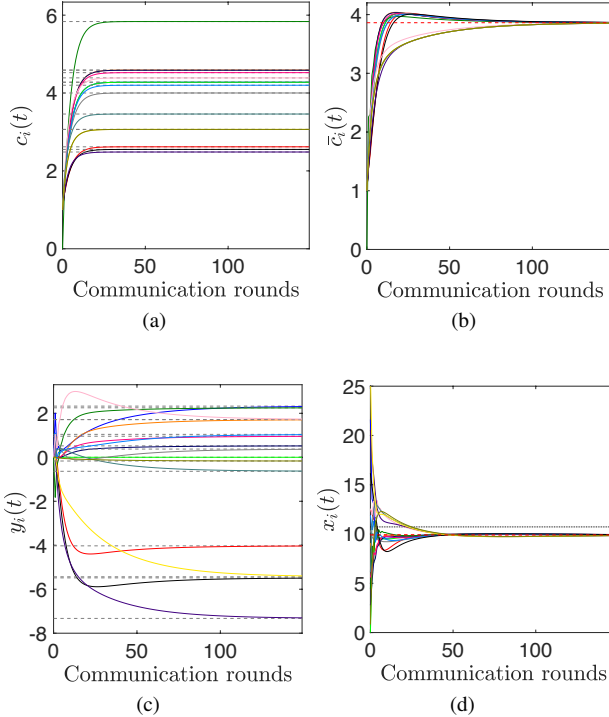 6
4
2
0
0
50
100
c_i(t)
Communication rounds
(a)
4
3
2
1
0
0
50
100
c̄_i(t)
Communication rounds
(b)
2
0
-2
-4
-6
-8
0
50
100
y_i(t)
Communication rounds
(c)
25
20
15
10
5
0
0
50
100
x_i(t)
Communication rounds
(d)